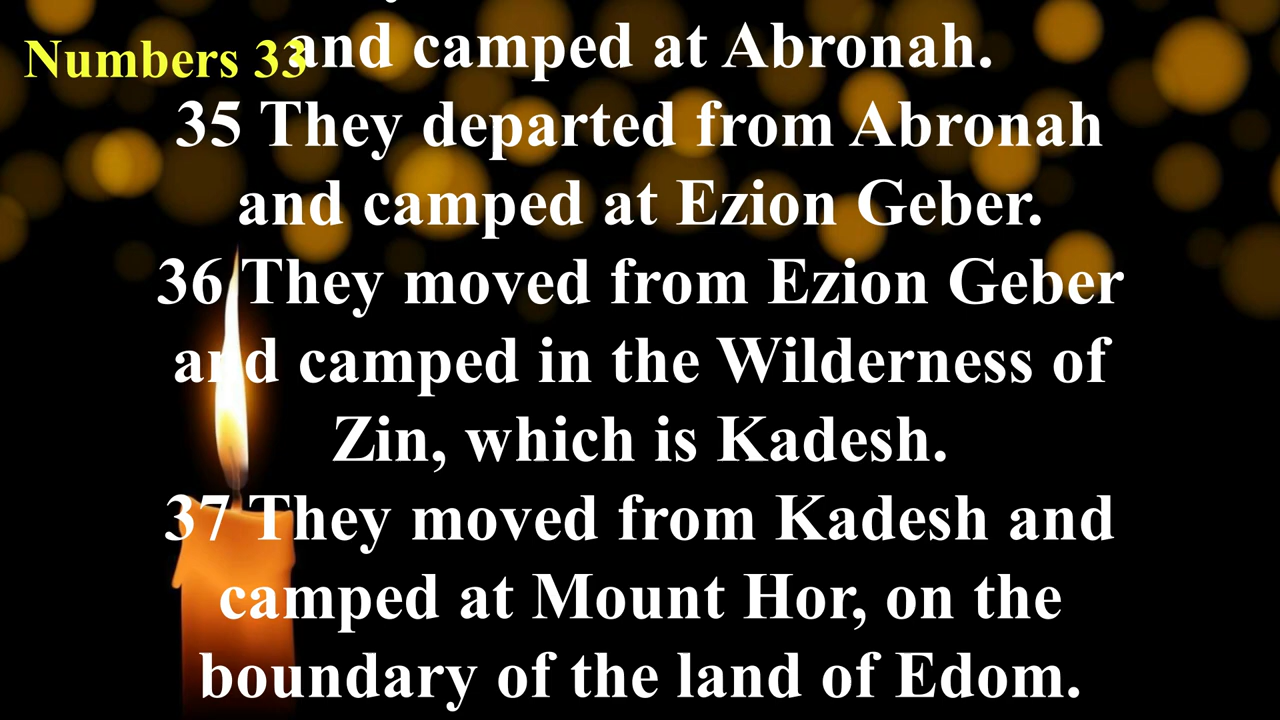 Numbers 33
and camped at Abronah.
35 They departed from Abronah
and camped at Ezion Geber.
36 They moved from Ezion Geber
and camped in the Wilderness of
Zin, which is Kadesh.
37 They moved from Kadesh and
camped at Mount Hor, on the
boundary of the land of Edom.